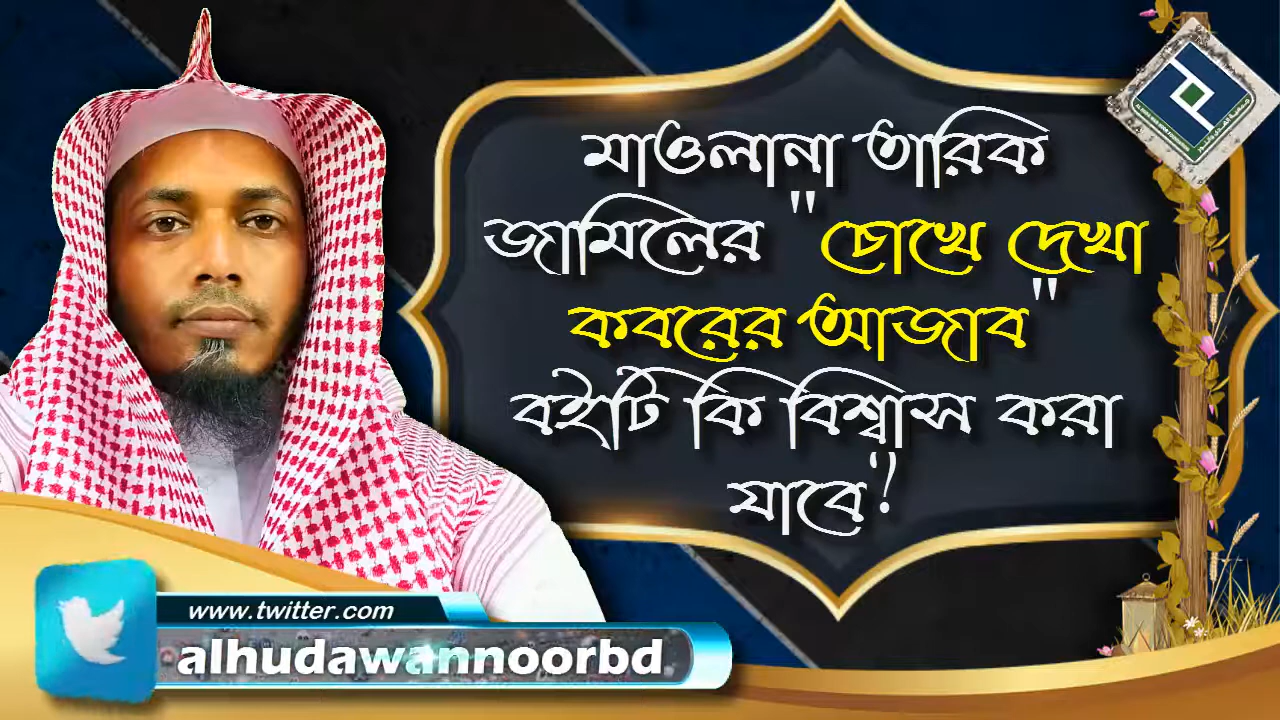 মাওলানা তারিক
জামিলের "চোখে দেখা
কবরের আজাব"
বইটি কি বিশ্বাস করা
যাবে?
www.twitter.com
alhudawannoorbd